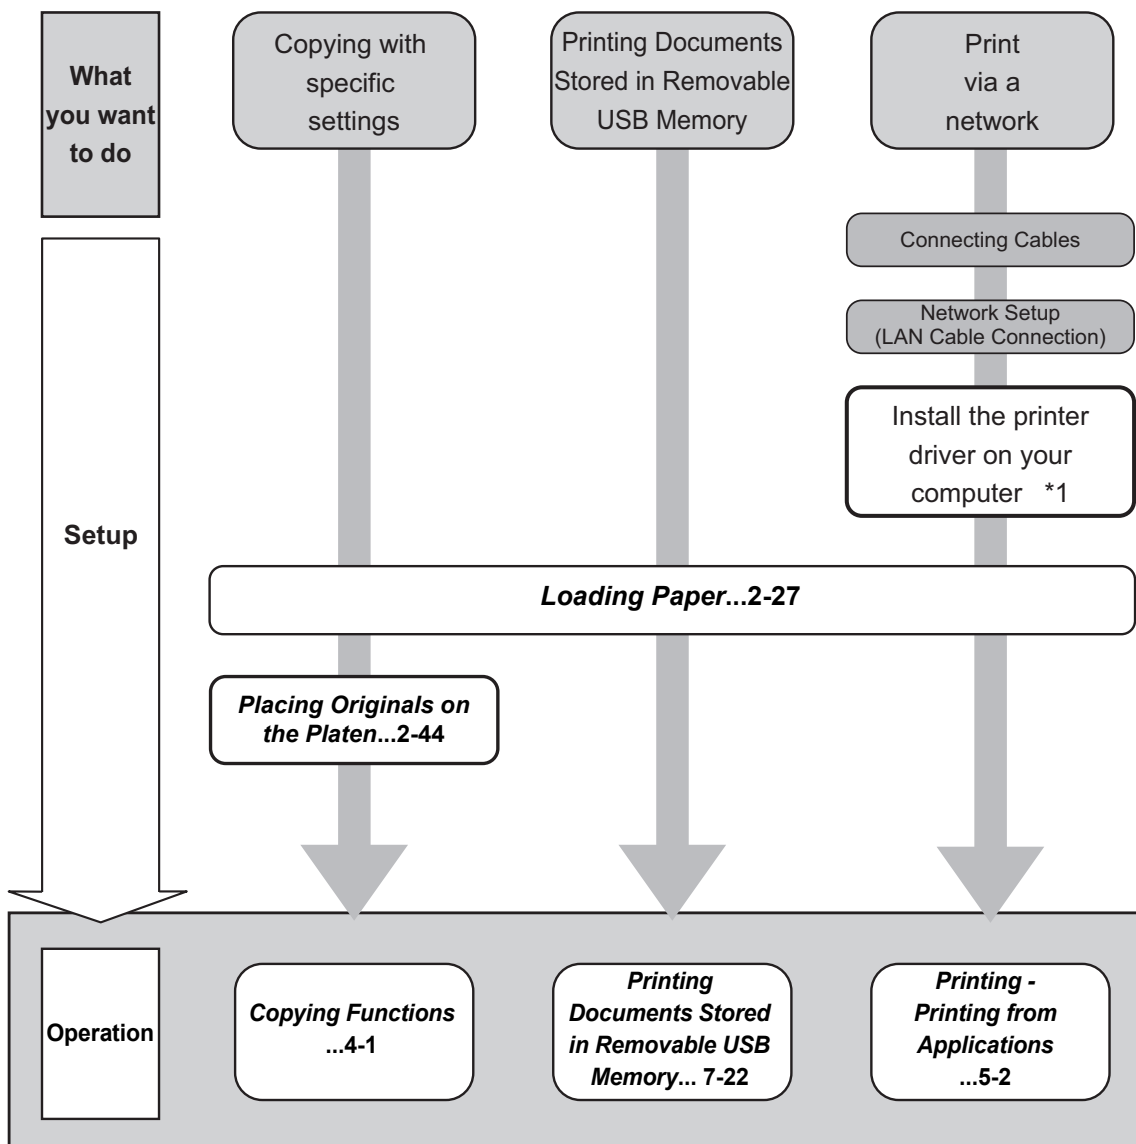 What
you want
to do
Copying with
specific
settings
Printing Documents
Stored in Removable
USB Memory
Print
via a
network
Connecting Cables
Network Setup
(LAN Cable Connection)
Install the printer
driver on your
computer *1
Setup
Loading Paper...2-27
Placing Originals on
the Platen...2-44
Operation
Copying Functions
...4-1
Printing
Documents Stored
in Removable USB
Memory... 7-22
Printing -
Printing from
Applications
...5-2